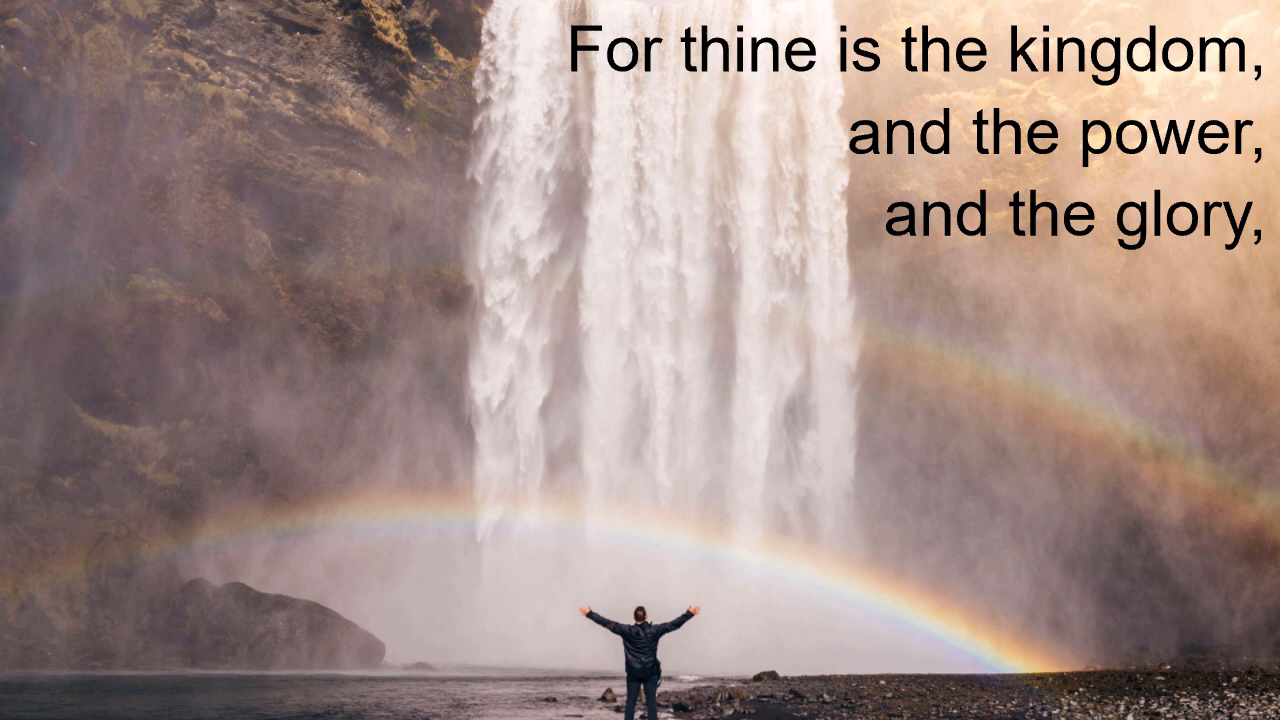 For thine is the kingdom,
and the power,
and the glory,